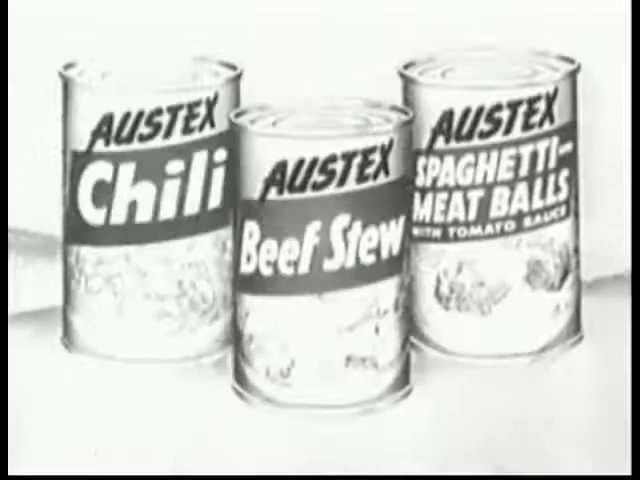 AUSTEX
Chili
AUSTEX
Beef Stew
AUSTEX
SPAGHETTI-
MEAT BALLS
WITH TOMATO SAUCE